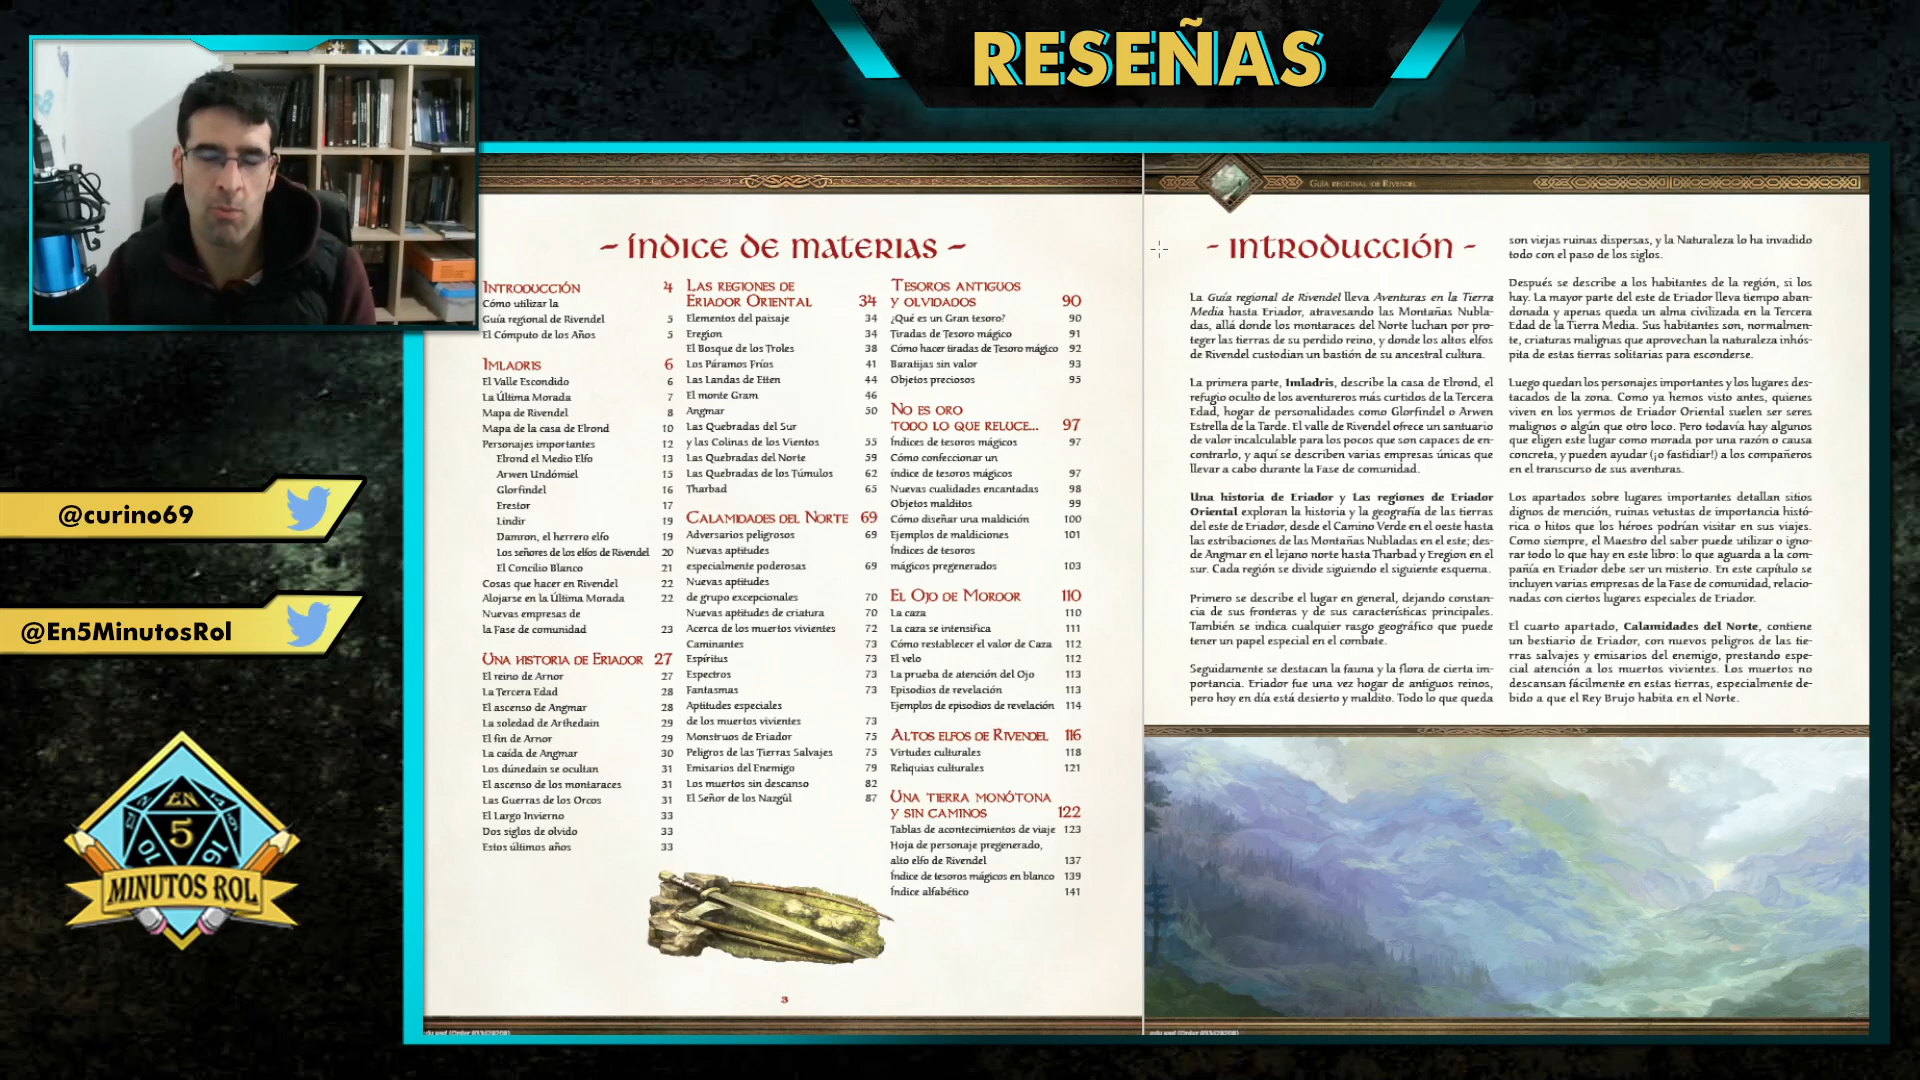 RESEÑAS
@curino69
@En5MinutosRol
EN
5
MINUTOS ROL
- Índice de materias -
Introducción 4
Cómo utilizar la
Guía regional de Rivendel 5
El Cómputo de los Años 5
Imladris 6
El Valle Escondido 6
La Última Morada 7
Mapa de Rivendel 8
Mapa de la casa de Elrond 10
Personajes importantes 12
Elrond el Medio Elfo 13
Arwen Undómiel 15
Glorfindel 16
Erestor 17
Lindir 19
Damron, el herrero elfo 19
Los señores de los elfos de Rivendel 20
El Concilio Blanco 21
Cosas que hacer en Rivendel 22
Alojarse en la Última Morada 22
Nuevas empresas de
la Fase de comunidad 23
Una historia de Eriador 27
El reino de Arnor 27
La Tercera Edad 28
El ascenso de Angmar 28
La soledad de Arthedain 29
El fin de Arnor 29
La caída de Angmar 30
Los dúnedain se ocultan 31
El ascenso de los montaraces 31
Las Guerras de los Orcos 31
El Largo Invierno 33
Dos siglos de olvido 33
Estos últimos años 33
Las regiones de
Eriador Oriental 34
Elementos del paisaje 34
Eregion 34
El Bosque de los Troles 38
Los Páramos Fríos 41
Las Landas de Etten 44
El monte Gram 46
Angmar 50
Las Quebradas del Sur
y las Colinas de los Vientos 55
Las Quebradas del Norte 59
Las Quebradas de los Túmulos 62
Tharbad 65
Calamidades del Norte 69
Adversarios peligrosos 69
Nuevas aptitudes
especialmente poderosas 69
Nuevas aptitudes
de grupo excepcionales 70
Nuevas aptitudes de criatura 70
Acerca de los muertos vivientes 72
Caminantes 73
Espíritus 73
Espectros 73
Fantasmas 73
Aptitudes especiales
de los muertos vivientes 73
Monstruos de Eriador 75
Peligros de las Tierras Salvajes 75
Emisarios del Enemigo 79
Los muertos sin descanso 82
El Señor de los Nazgûl 87
Tesoros antiguos
y olvidados 90
¿Qué es un Gran tesoro? 90
Tiradas de Tesoro mágico 91
Cómo hacer tiradas de Tesoro mágico 92
Baratijas sin valor 93
Objetos preciosos 95
No es oro
todo lo que reluce... 97
Índices de tesoros mágicos 97
Cómo confeccionar un
índice de tesoros mágicos 97
Nuevas cualidades encantadas 98
Objetos malditos 99
Cómo diseñar una maldición 100
Ejemplos de maldiciones 101
Índices de tesoros
mágicos pregenerados 103
El Ojo de Mordor 110
La caza 110
La caza se intensifica 111
Cómo restablecer el valor de Caza 112
El velo 112
La prueba de atención del Ojo 113
Episodios de revelación 113
Ejemplos de episodios de revelación 114
Altos elfos de Rivendel 116
Virtudes culturales 118
Reliquias culturales 121
Una tierra monótona
y sin caminos 122
Tablas de acontecimientos de viaje 123
Hoja de personaje pregenerado,
alto elfo de Rivendel 137
Índice de tesoros mágicos en blanco 139
Índice alfabético 141
3
Guía regional de Rivendel
- Introducción -
La Guía regional de Rivendel lleva Aventuras en la Tierra
Media hasta Eriador, atravesando las Montañas Nubla-
das, allá donde los montaraces del Norte luchan por pro-
teger las tierras de su perdido reino, y donde los altos elfos
de Rivendel custodian un bastión de su ancestral cultura.
La primera parte, Imladris, describe la casa de Elrond, el
refugio oculto de los aventureros más curtidos de la Tercera
Edad, hogar de personalidades como Glorfindel o Arwen
Estrella de la Tarde. El valle de Rivendel ofrece un santuario
de valor incalculable para los pocos que son capaces de en-
contrarlo, y aquí se describen varias empresas únicas que
llevar a cabo durante la Fase de comunidad.
Una historia de Eriador y Las regiones de Eriador
Oriental exploran la historia y la geografía de las tierras
del este de Eriador, desde el Camino Verde en el oeste hasta
las estribaciones de las Montañas Nubladas en el este; des-
de Angmar en el lejano norte hasta Tharbad y Eregion en el
sur. Cada región se divide siguiendo el siguiente esquema.
Primero se describe el lugar en general, dejando constan-
cia de sus fronteras y de sus características principales.
También se indica cualquier rasgo geográfico que puede
tener un papel especial en el combate.
Seguidamente se destacan la fauna y la flora de cierta im-
portancia. Eriador fue una vez hogar de antiguos reinos,
pero hoy en día está desierto y maldito. Todo lo que queda
son viejas ruinas dispersas, y la Naturaleza lo ha invadido
todo con el paso de los siglos.
Después se describe a los habitantes de la región, si los
hay. La mayor parte del este de Eriador lleva tiempo aban-
donada y apenas queda un alma civilizada en la Tercera
Edad de la Tierra Media. Sus habitantes son, normalmen-
te, criaturas malignas que aprovechan la naturaleza inhós-
pita de estas tierras solitarias para esconderse.
Luego quedan los personajes importantes y los lugares des-
tacados de la zona. Como ya hemos visto antes, quienes
viven en los yermos de Eriador Oriental suelen ser seres
malignos o algún que otro loco. Pero todavía hay algunos
que eligen este lugar como morada por una razón o causa
concreta, y pueden ayudar (¡o fastidiar!) a los compañeros
en el transcurso de sus aventuras.
Los apartados sobre lugares importantes detallan sitios
dignos de mención, ruinas vetustas de importancia histó-
rica o hitos que los héroes podrían visitar en sus viajes.
Como siempre, el Maestro del saber puede utilizar o igno-
rar todo lo que hay en este libro: lo que aguarda a la com-
pañía en Eriador debe ser un misterio. En este capítulo se
incluyen varias empresas de la Fase de comunidad, relacio-
nadas con ciertos lugares especiales de Eriador.
El cuarto apartado, Calamidades del Norte, contiene
un bestiario de Eriador, con nuevos peligros de las tie-
rras salvajes y emisarios del enemigo, prestando espe-
cial atención a los muertos vivientes. Los muertos no
descansan fácilmente en estas tierras, especialmente de-
bido a que el Rey Brujo habita en el Norte.